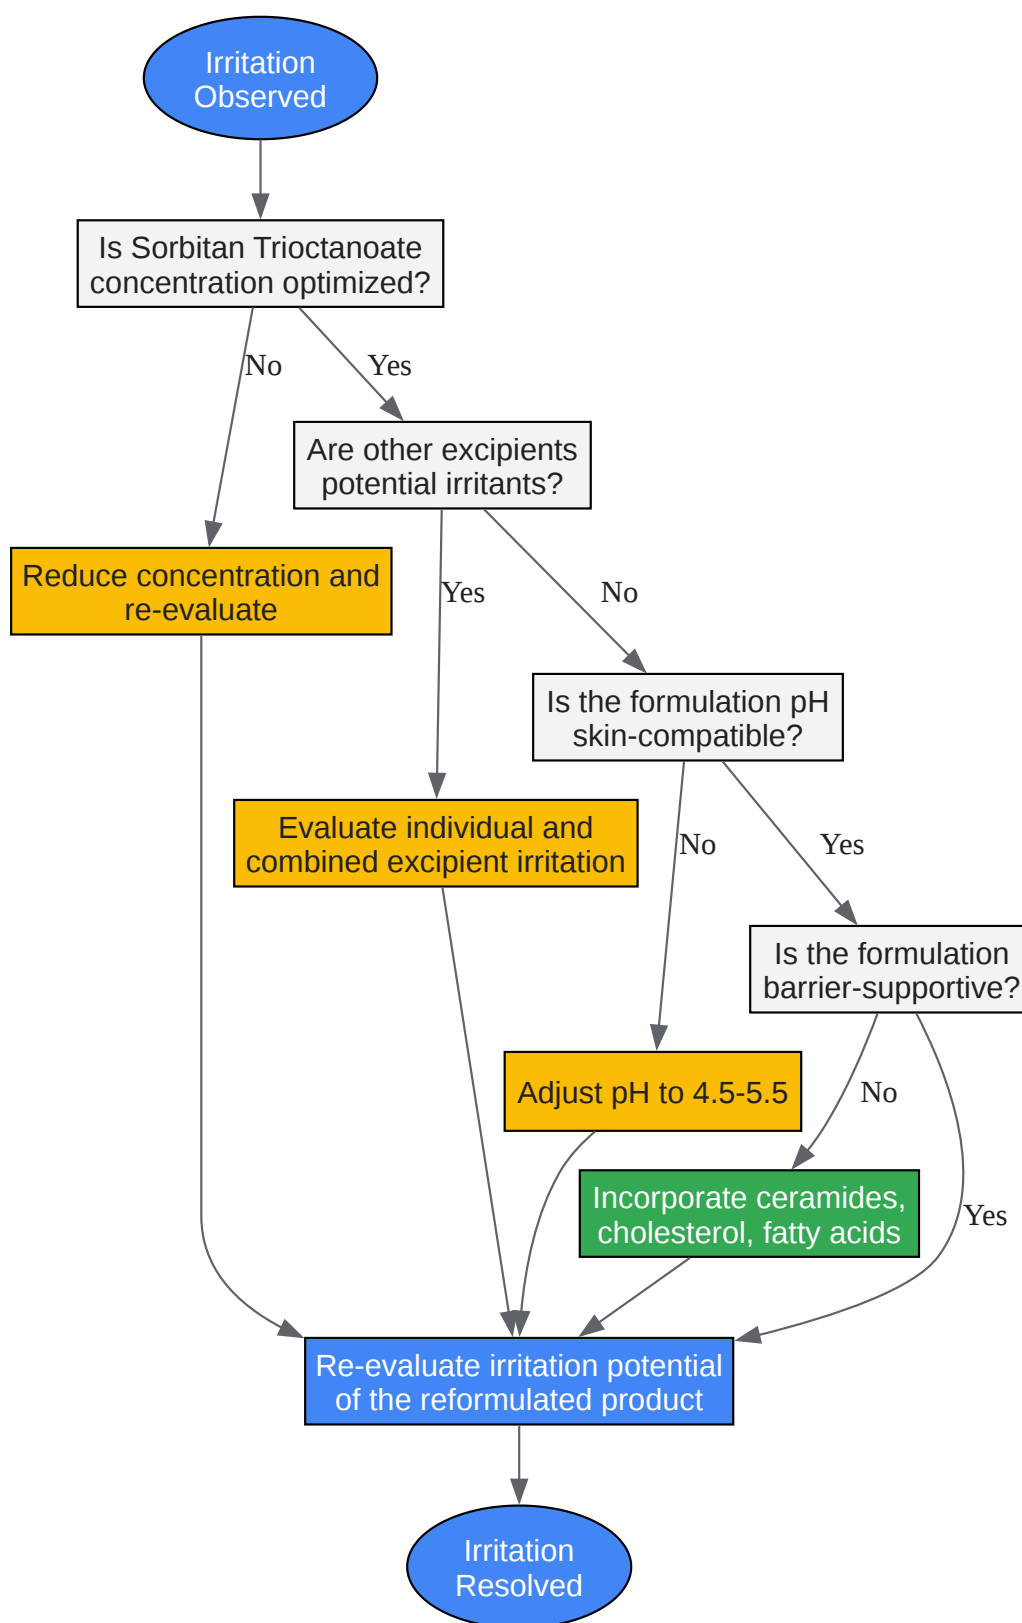 Irritation
Observed
Is Sorbitan Trioctanoate
concentration optimized?
No
Yes
Are other excipients
potential irritants?
Reduce concentration and
re-evaluate
Yes
No
Is the formulation pH
skin-compatible?
Evaluate individual and
combined excipient irritation
No
Yes
Is the formulation
barrier-supportive?
Adjust pH to 4.5-5.5
No
Incorporate ceramides,
cholesterol, fatty acids
Yes
Re-evaluate irritation potential
of the reformulated product
Irritation
Resolved